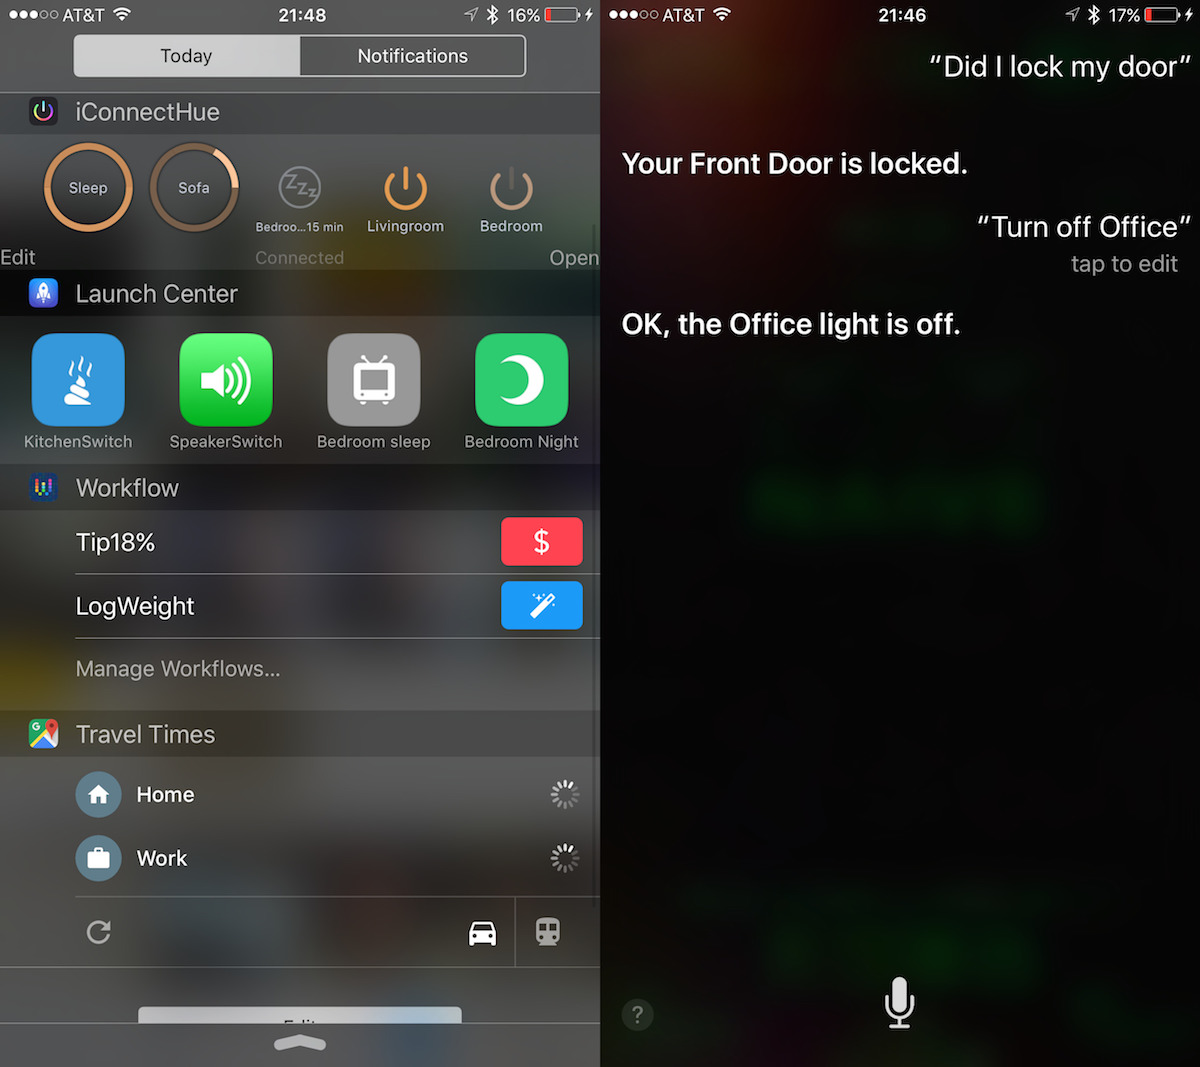 AT&T 21:48 16%
Today Notifications
iConnectHue
Sleep Sofa
Bedroo...15 min Livingroom Bedroom
Edit Connected Open
Launch Center
KitchenSwitch SpeakerSwitch Bedroom sleep Bedroom Night
Workflow
Tip18% $
LogWeight
Manage Workflows...
G
Travel Times
Home
Work
Edit
AT&T 21:46 17%
“Did I lock my door”
Your Front Door is locked.
“Turn off Office”
tap to edit
OK, the Office light is off.
?